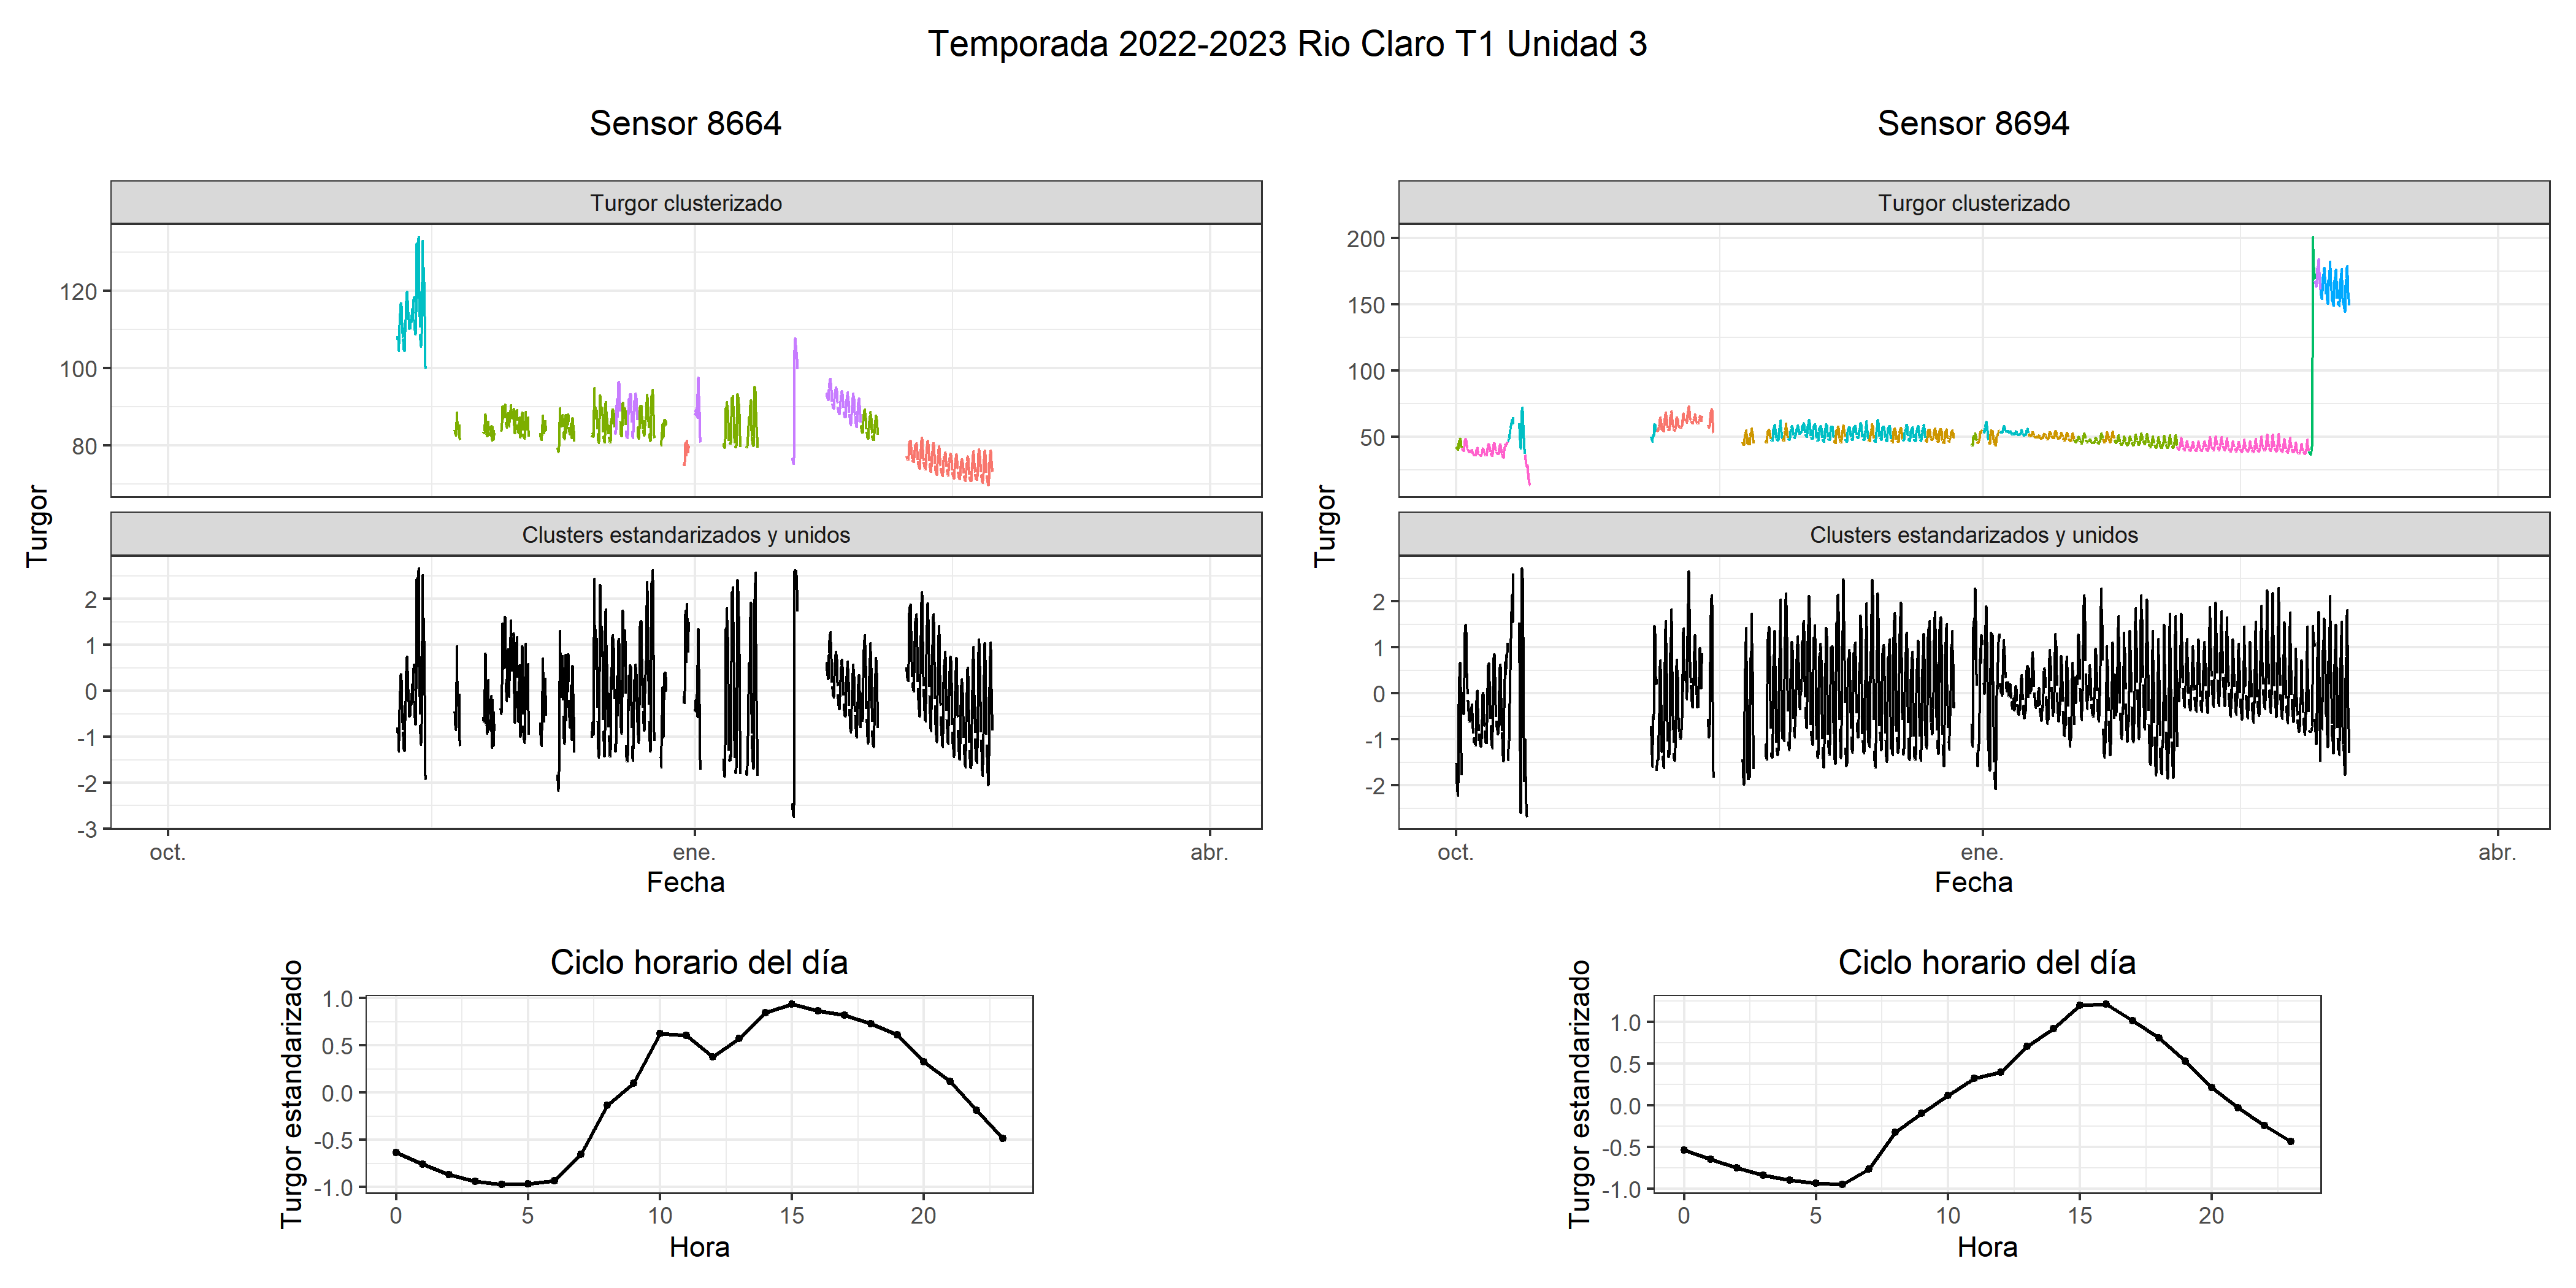 Temporada 2022-2023 Rio Claro T1 Unidad 3
Sensor 8664
Turgor clusterizado
120
100
80
Turgor
Clusters estandarizados y unidos
2
1
0
-1
-2
-3
oct.
ene.
abr.
Fecha
Ciclo horario del día
Turgor estandarizado
1.0
0.5
0.0
-0.5
-1.0
0
5
10
15
20
Hora
Sensor 8694
Turgor clusterizado
200
150
100
50
Turgor
Clusters estandarizados y unidos
2
1
0
-1
-2
oct.
ene.
abr.
Fecha
Ciclo horario del día
Turgor estandarizado
1.0
0.5
0.0
-0.5
-1.0
0
5
10
15
20
Hora